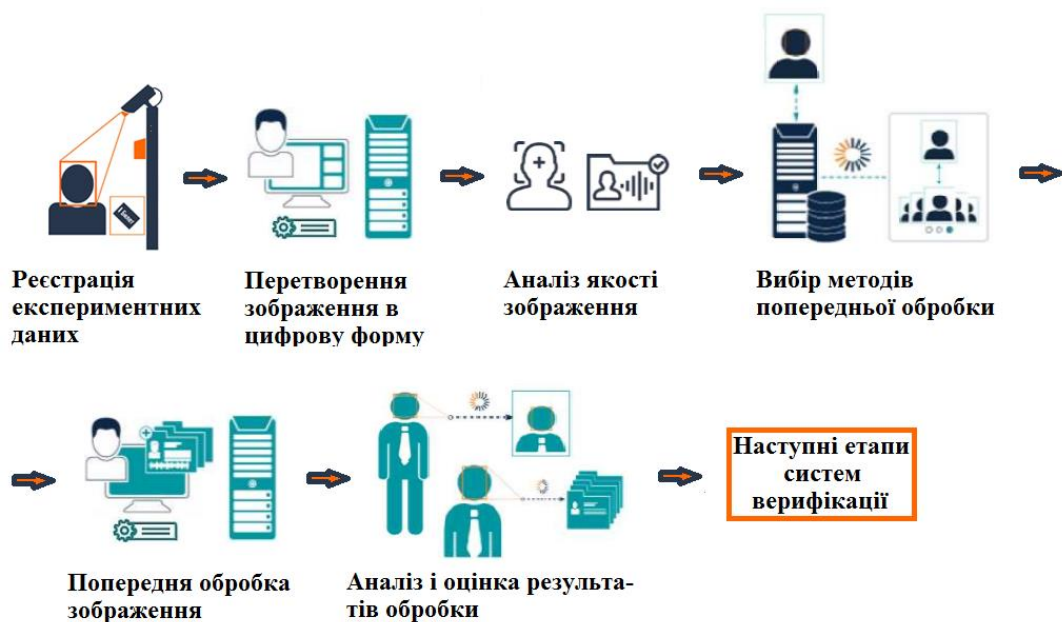 Реєстрація
експериментних
даних
Перетворення
зображення в
цифрову форму
Аналіз якості
зображення
Вибір методів
попередньої обробки
Попередня обробка
зображення
Аналіз і оцінка результа-
тів обробки
Наступні етапи
систем
верифікації